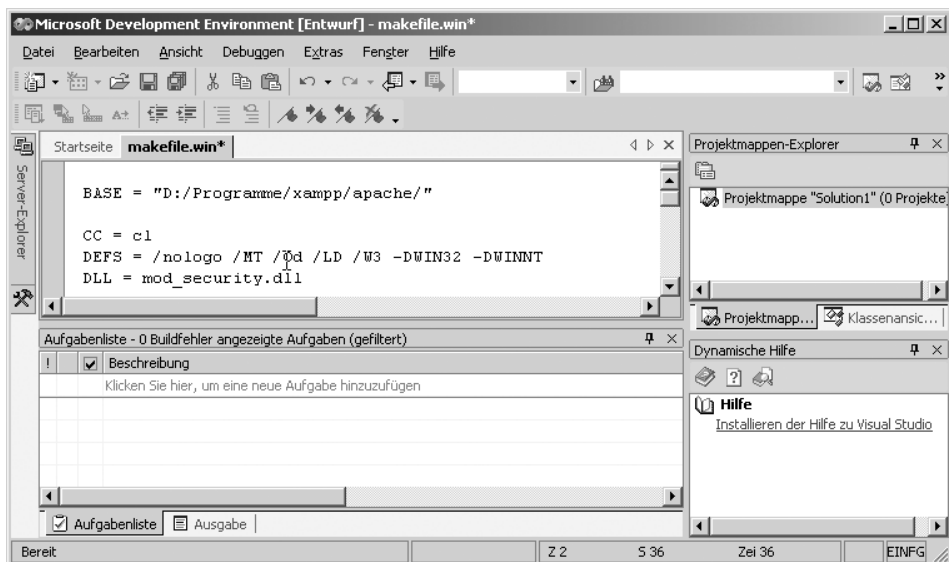 Microsoft Development Environment [Entwurf] - makefile.win*
Datei Bearbeiten Ansicht Debuggen Extras Fenster Hilfe
Server-Explorer
Startseite makefile.win*
BASE = "D:/Programme/xampp/apache/"
CC = cl
DEFS = /nologo /MT /Od /LD /W3 -DWIN32 -DWINNT
DLL = mod_security.dll
Aufgabenliste - 0 Buildfehler angezeigte Aufgaben (gefiltert)
! Beschreibung
Klicken Sie hier, um eine neue Aufgabe hinzuzufügen
Aufgabenliste Ausgabe
Projektmappen-Explorer
Projektmappe "Solution1" (0 Projekte
Projektmapp... Klassenansic...
Dynamische Hilfe
Hilfe
Installieren der Hilfe zu Visual Studio
Bereit Z 2 S 36 Zei 36 EINFG